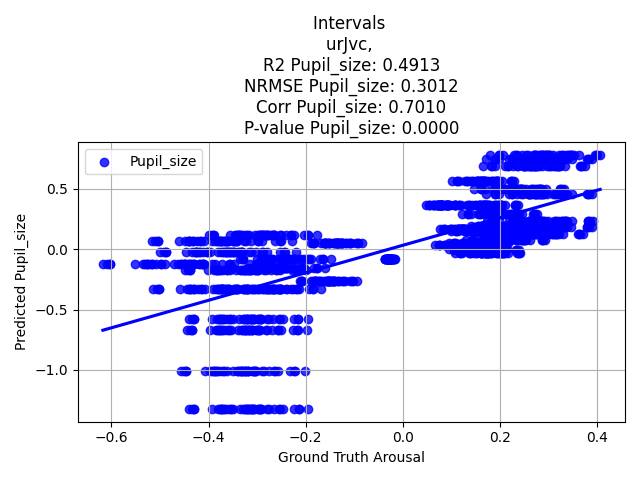 Intervals
urJvc,
R2 Pupil_size: 0.4913
NRMSE Pupil_size: 0.3012
Corr Pupil_size: 0.7010
P-value Pupil_size: 0.0000
Pupil_size
0.5
0.0
−0.5
−1.0
Predicted Pupil_size
−0.6
−0.4
−0.2
0.0
0.2
0.4
Ground Truth Arousal